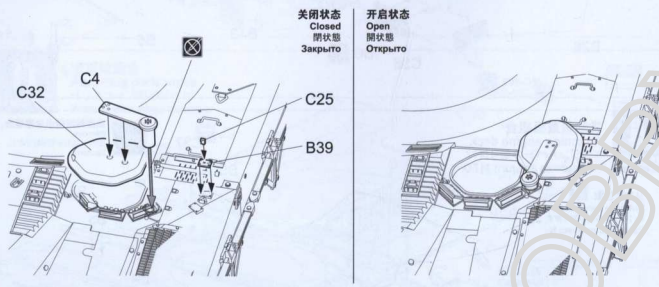 关闭状态
Closed
閉状態
Закрыто
开启状态
Open
開状態
Открыто
C4
C32
C25
B39